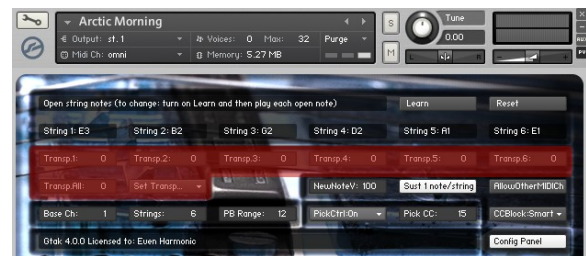 Arctic Morning
Output: st.1 Voices: 0 Max: 32 Purge
Midi Ch: omni Memory: 5.27 MB
S
M
Tune
0.00
L R
AUX
PV
Open string notes (to change: turn on Learn and then play each open note) Learn Reset
String 1: E3 String 2: B2 String 3: G2 String 4: D2 String 5: A1 String 6: E1
Transp.1: 0 Transp.2: 0 Transp.3: 0 Transp.4: 0 Transp.5: 0 Transp.6: 0
Transp.All: 0 Set Transp... NewNoteV: 100 Sust 1 note/string AllowOtherMIDICh
Base Ch: 1 Strings: 6 PB Range: 12 PickCtrl:On Pick CC: 15 CCBlock:Smart
Gtak 4.0.0 Licensed to: Even Harmonic Config Panel